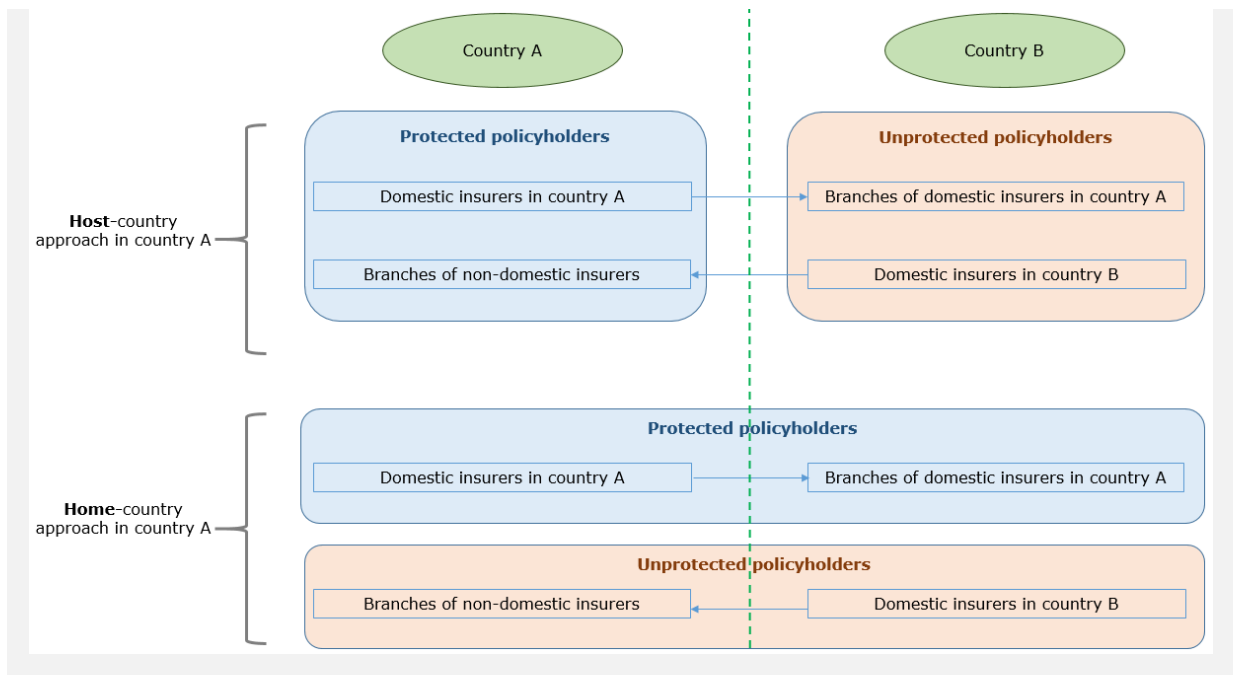 Country A
Country B
Protected policyholders
Unprotected policyholders
Domestic insurers in country A
Branches of domestic insurers in country A
Host-country
approach in country A
Branches of non-domestic insurers
Domestic insurers in country B
Protected policyholders
Domestic insurers in country A
Branches of domestic insurers in country A
Home-country
approach in country A
Unprotected policyholders
Branches of non-domestic insurers
Domestic insurers in country B